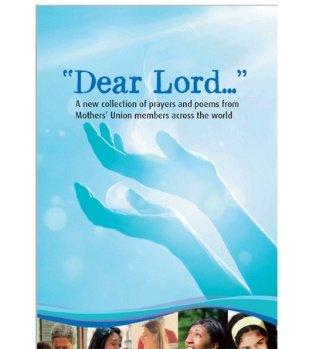 “Dear Lord...”
A new collection of prayers and poems from
Mothers’ Union members across the world